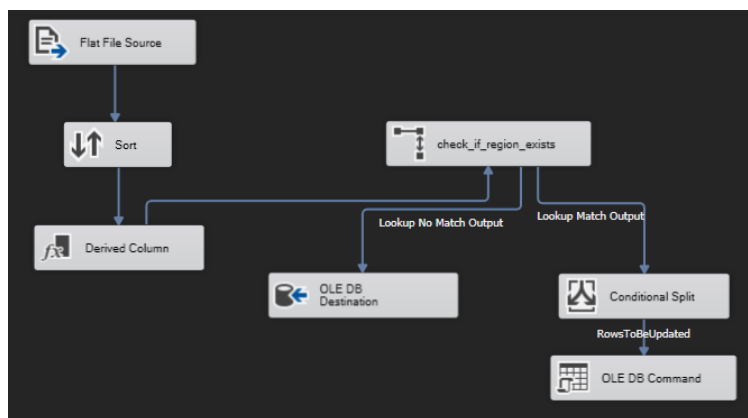 Flat File Source
Sort
check_if_region_exists
Lookup No Match Output
Lookup Match Output
Derived Column
OLE DB
Destination
Conditional Split
RowsToBeUpdated
OLE DB Command